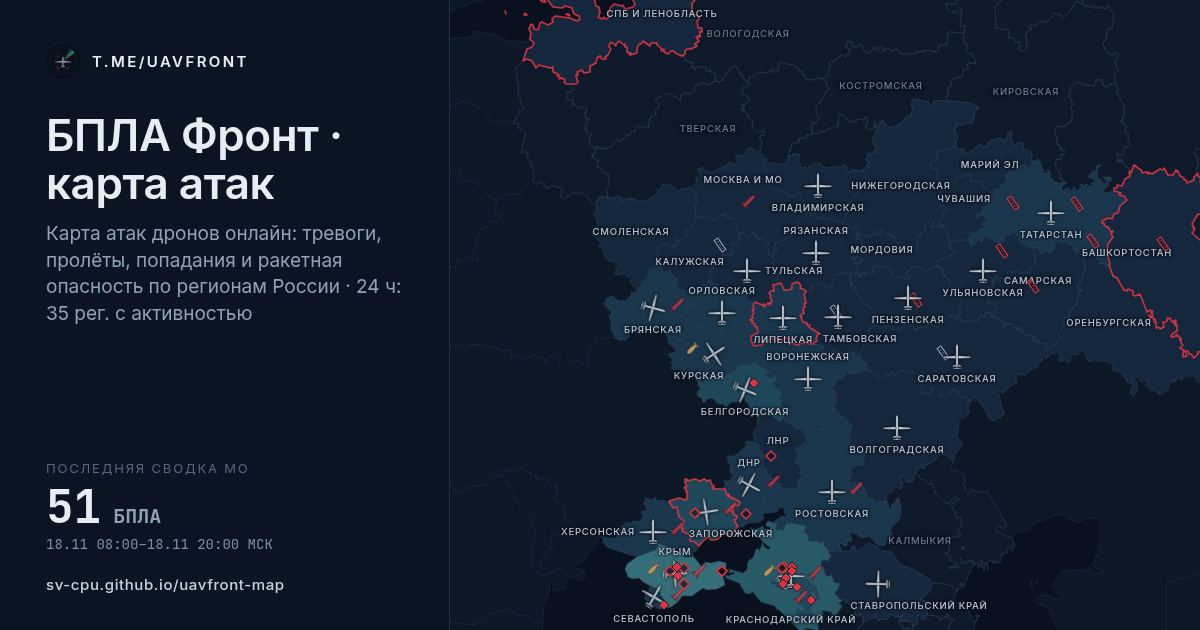 T.ME/UAVFRONT
БПЛА Фронт ·
карта атак
Карта атак дронов онлайн: тревоги,
пролёты, попадания и ракетная
опасность по регионам России · 24 ч:
35 рег. с активностью
ПОСЛЕДНЯЯ СВОДКА МО
51 БПЛА
18.11 08:00–18.11 20:00 МСК
sv-cpu.github.io/uavfront-map
СПБ И ЛЕНОБЛАСТЬ
ВОЛОГОДСКАЯ
КОСТРОМСКАЯ
КИРОВСКАЯ
ТВЕРСКАЯ
МАРИЙ ЭЛ
МОСКВА И МО
НИЖЕГОРОДСКАЯ
ЧУВАШИЯ
ВЛАДИМИРСКАЯ
СМОЛЕНСКАЯ
РЯЗАНСКАЯ
ТАТАРСТАН
МОРДОВИЯ
БАШКОРТОСТАН
КАЛУЖСКАЯ
ТУЛЬСКАЯ
САМАРСКАЯ
ОРЛОВСКАЯ
УЛЬЯНОВСКАЯ
ПЕНЗЕНСКАЯ
ОРЕНБУРГСКАЯ
БРЯНСКАЯ
ЛИПЕЦКАЯ
ТАМБОВСКАЯ
ВОРОНЕЖСКАЯ
КУРСКАЯ
САРАТОВСКАЯ
БЕЛГОРОДСКАЯ
ЛНР
ВОЛГОГРАДСКАЯ
ДНР
РОСТОВСКАЯ
ХЕРСОНСКАЯ
ЗАПОРОЖСКАЯ
КАЛМЫКИЯ
КРЫМ
СТАВРОПОЛЬСКИЙ КРАЙ
СЕВАСТОПОЛЬ
КРАСНОДАРСКИЙ КРАЙ